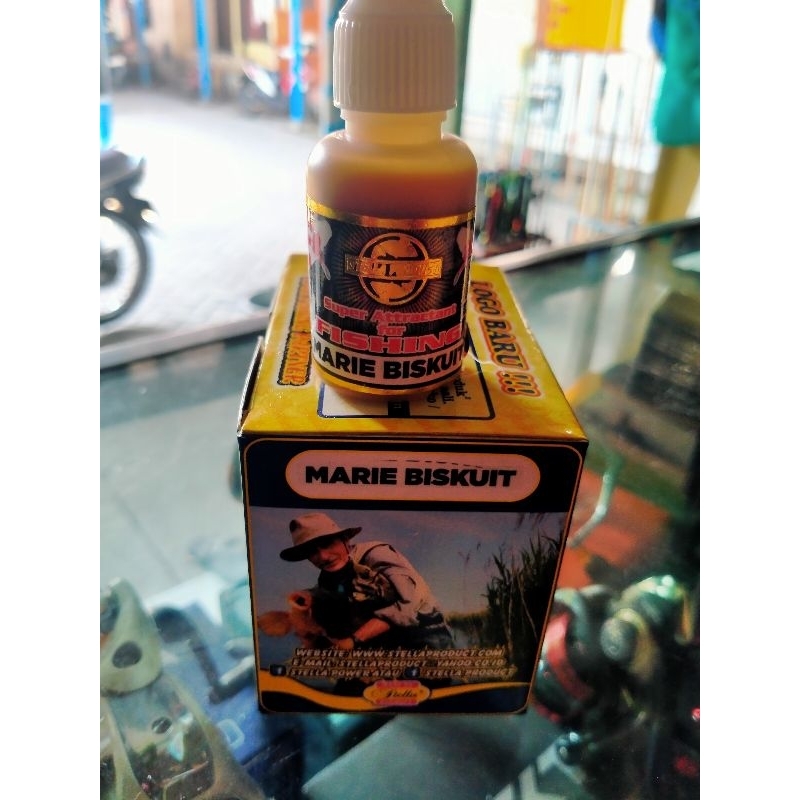 Super Attractant
for
FISHING
MARIE BISKUIT
LOGO BARU !!!
MARIE BISKUIT
WEBSITE WWW.STELLAPRODUCT.COM
E MAIL STELLAPRODUCT YAHOO.CO.ID
STELLA POWER ATAU STELLA PRODUCT
Stella